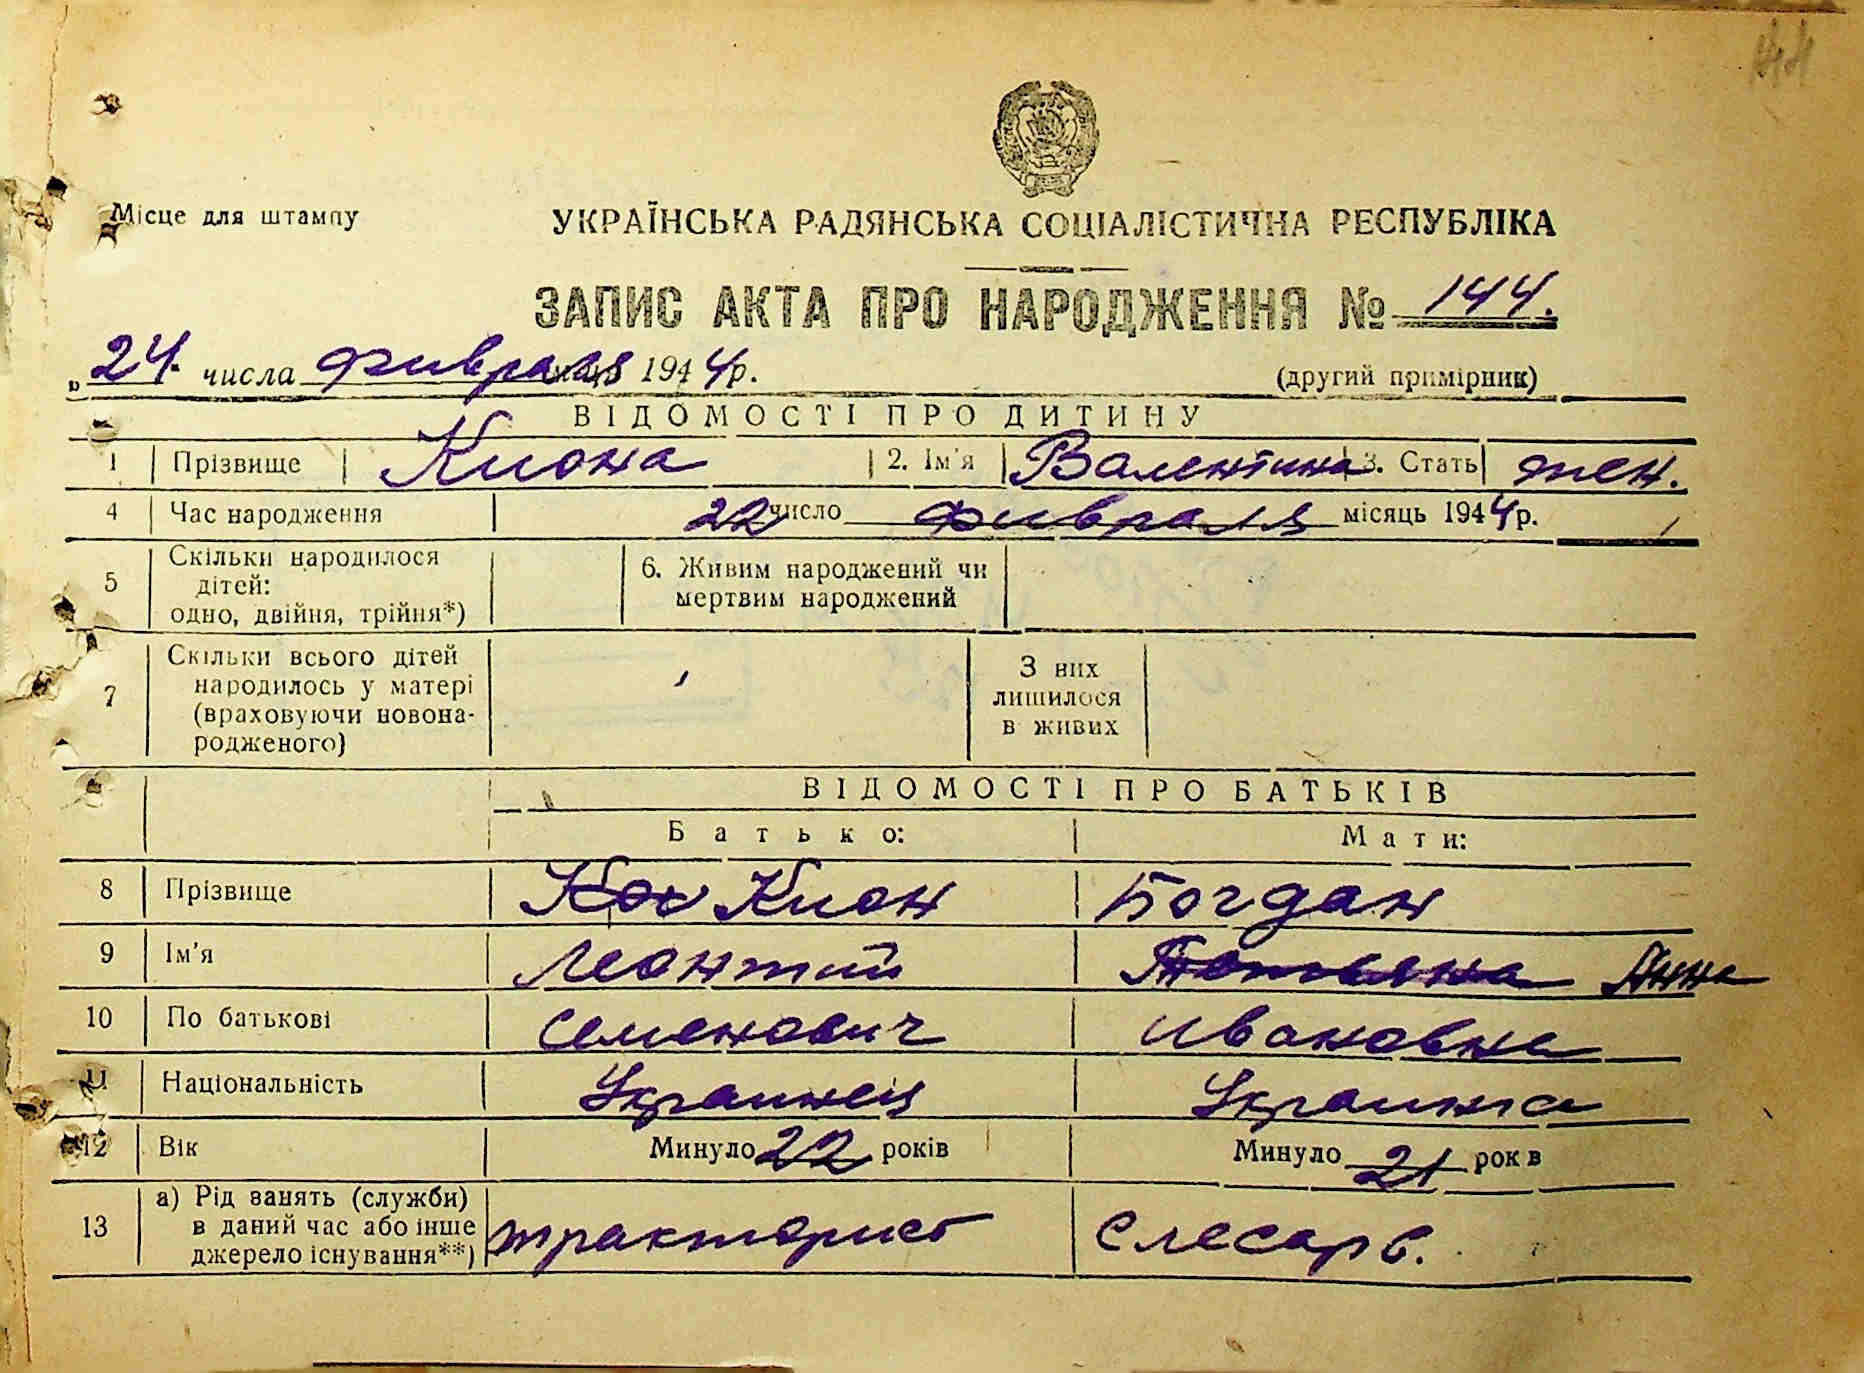 44
Місце для штампу
УКРАЇНСЬКА РАДЯНСЬКА СОЦІАЛІСТИЧНА РЕСПУБЛІКА
ЗАПИС АКТА ПРО НАРОДЖЕННЯ № 144.
„ 24 числа февраля 1944р.
(другий примірник)
ВІДОМОСТІ ПРО ДИТИНУ
1 Прізвище Киона 2. Ім'я Валентина 3. Стать жен.
4 Час народження 22 число февраля місяць 1944р.
5 Скільки народилося дітей: одно, двійня, трійня*) 6. Живим народжений чи мертвим народжений
7 Скільки всього дітей народилось у матері (враховуючи новонародженого) З них лишилося в живих
ВІДОМОСТІ ПРО БАТЬКІВ
Батько: Мати:
8 Прізвище Кион Богдан
9 Ім'я Леонтий Анна
10 По батькові Семенович Ивановна
11 Національність Украинец Украинка
12 Вік Минуло 22 років Минуло 21 рок в
13 а) Рід занять (служби) в даний час або інше джерело існування**) тракторист слесарь.